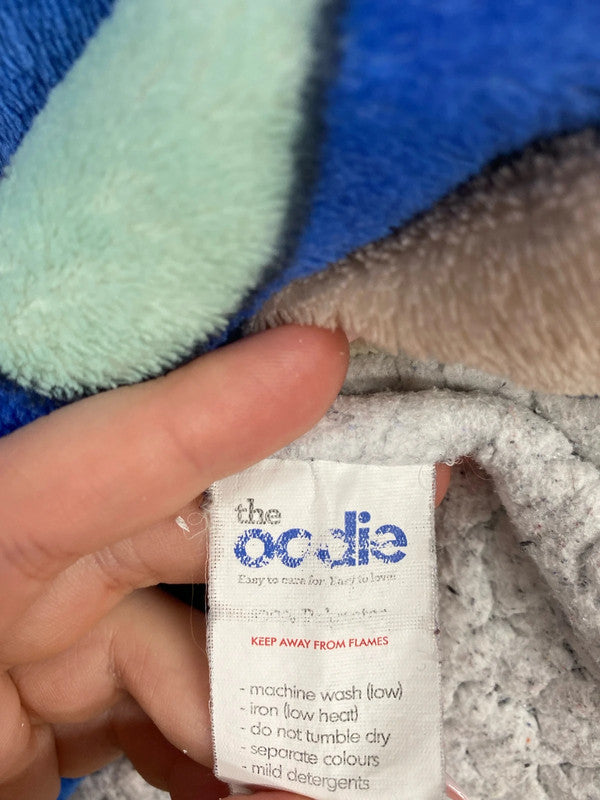 the
oodie
Easy to care for. Easy to love.
KEEP AWAY FROM FLAMES
- machine wash (low)
- iron (low heat)
- do not tumble dry
- separate colours
- mild detergents